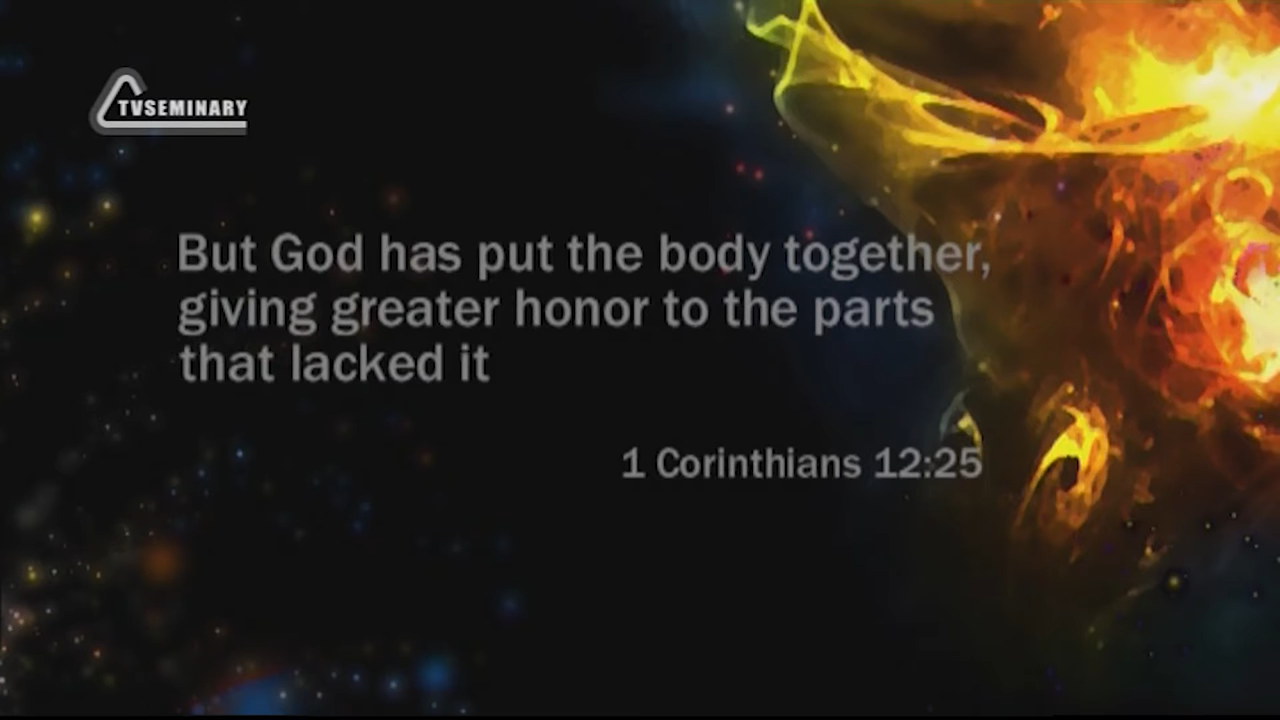 TVSEMINARY
But God has put the body together,
giving greater honor to the parts
that lacked it
1 Corinthians 12:25